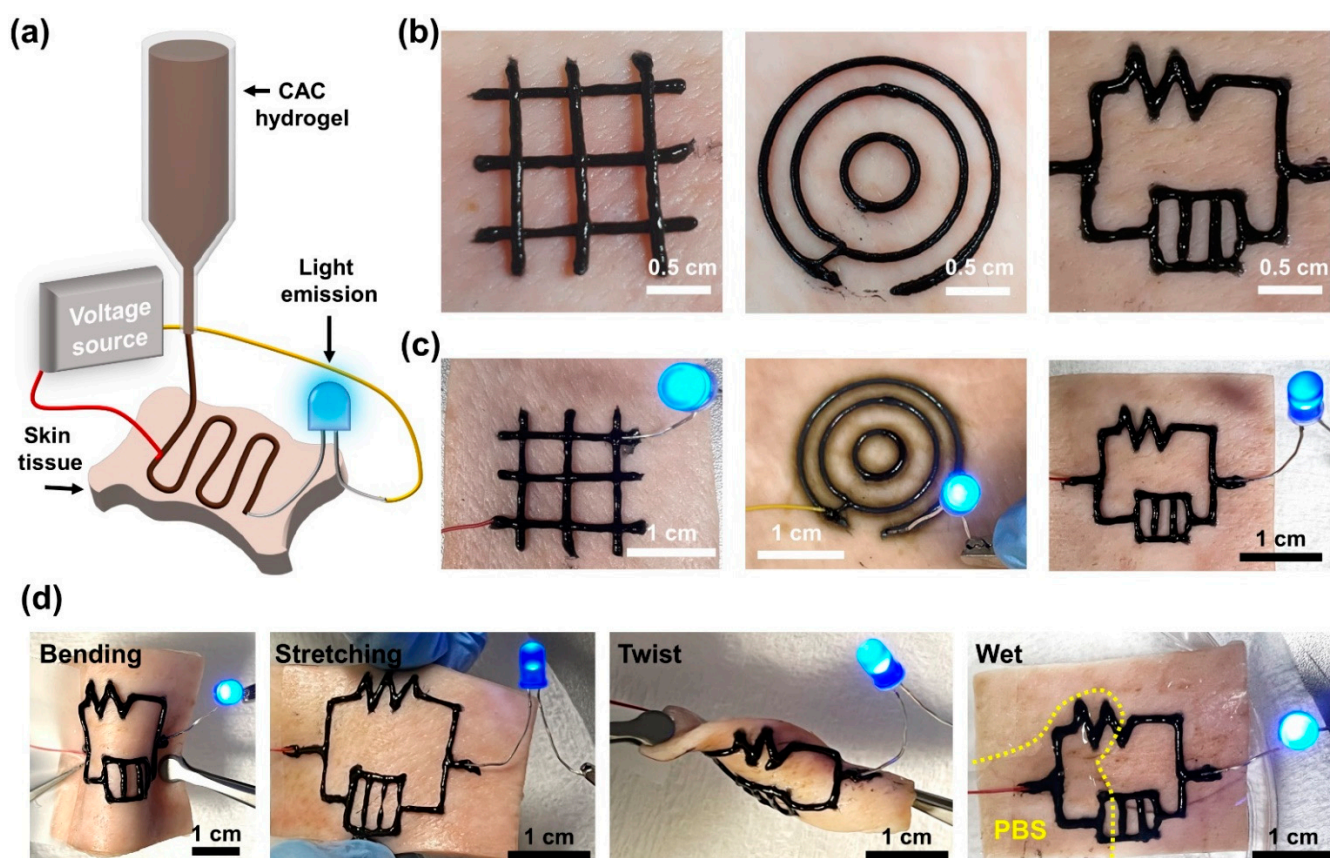 (a)
CAC
hydrogel
Light
emission
Voltage
source
Skin
tissue
(b)
0.5 cm
0.5 cm
0.5 cm
(c)
1 cm
1 cm
1 cm
(d)
Bending
1 cm
Stretching
1 cm
Twist
1 cm
Wet
PBS
1 cm